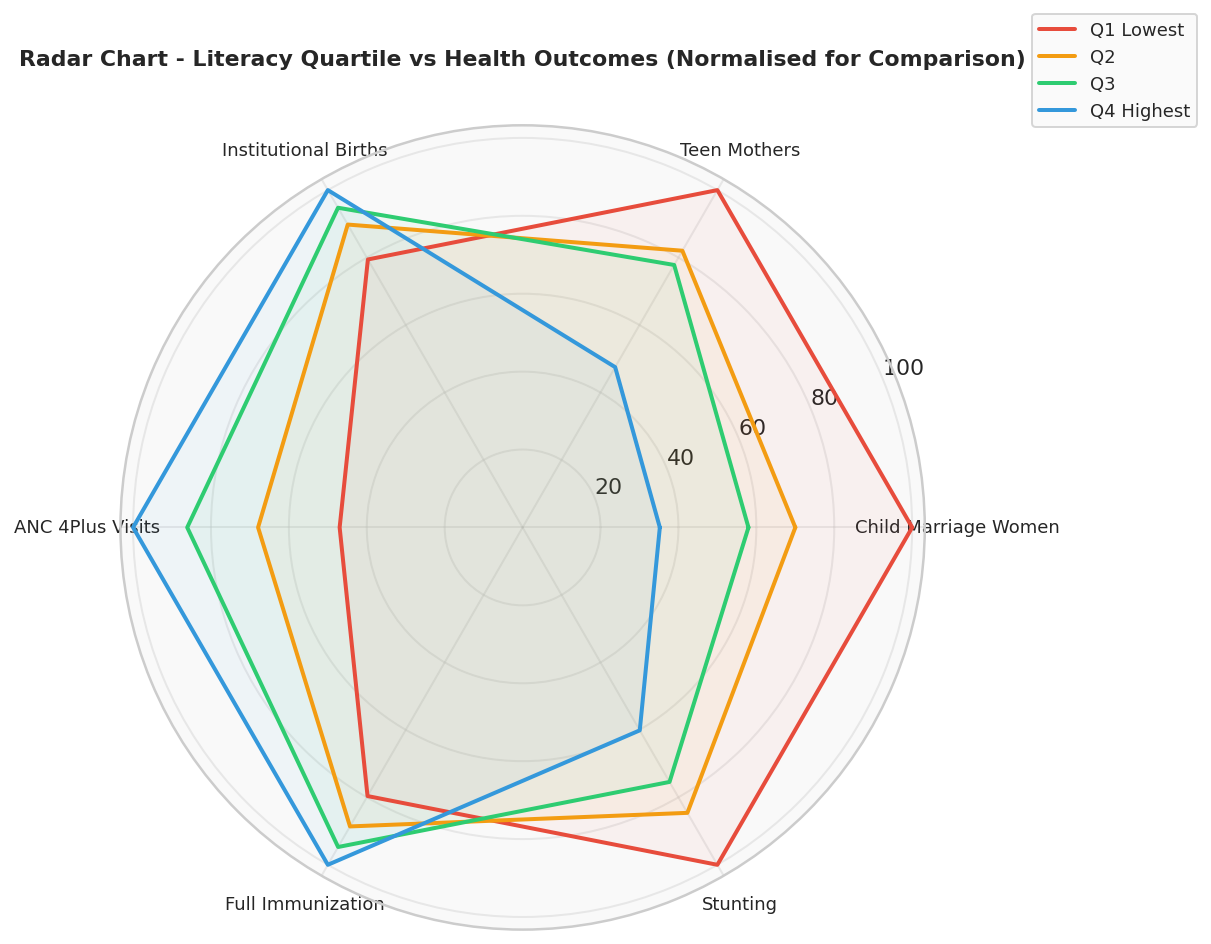 Radar Chart - Literacy Quartile vs Health Outcomes (Normalised for Comparison)
Q1 Lowest
Q2
Q3
Q4 Highest
Institutional Births
Teen Mothers
100
80
60
40
20
ANC 4Plus Visits
Child Marriage Women
Full Immunization
Stunting